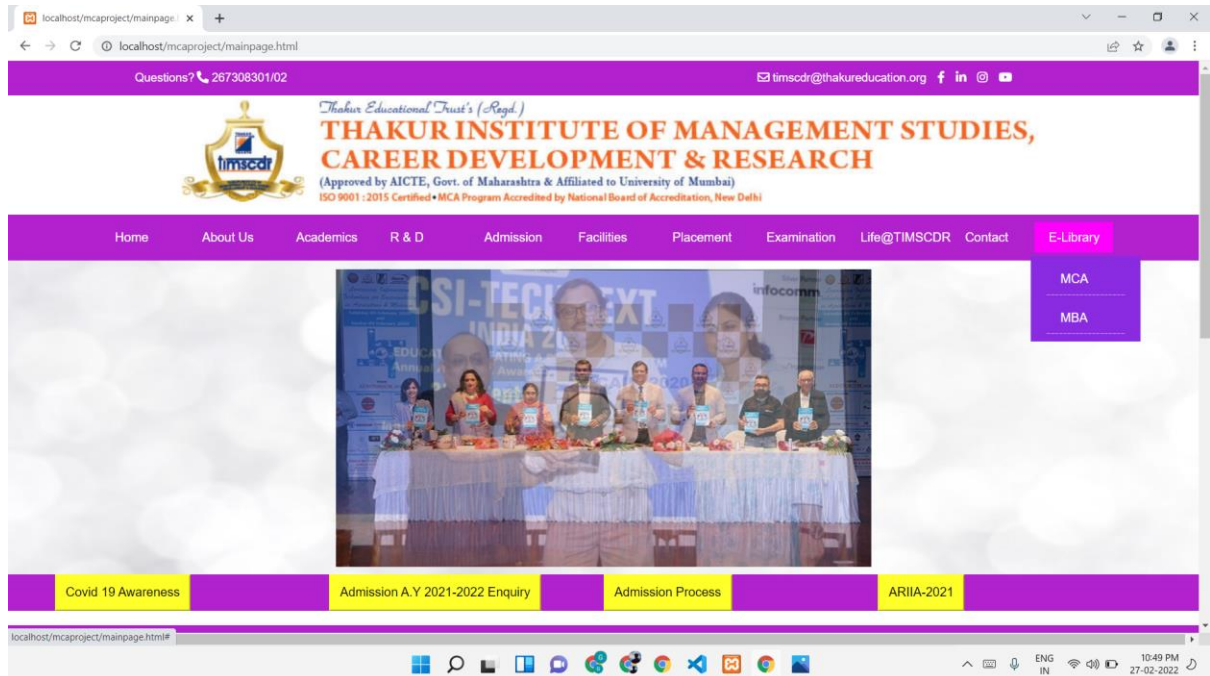 localhost/mcaproject/mainpage.
localhost/mcaproject/mainpage.html
Questions? 267308301/02
timscdr@thakureducation.org
timscdr
Thakur Educational Trust's (Regd.)
THAKUR INSTITUTE OF MANAGEMENT STUDIES,
CAREER DEVELOPMENT & RESEARCH
(Approved by AICTE, Govt. of Maharashtra & Affiliated to University of Mumbai)
ISO 9001 : 2015 Certified • MCA Program Accredited by National Board of Accreditation, New Delhi
Home About Us Academics R & D Admission Facilities Placement Examination Life@TIMSCDR Contact E-Library
MCA
MBA
CSI-TECH NEXT
INDIA
infocomm
2020
Covid 19 Awareness Admission A.Y 2021-2022 Enquiry Admission Process ARIIA-2021
localhost/mcaproject/mainpage.html#
ENG
IN
10:49 PM
27-02-2022